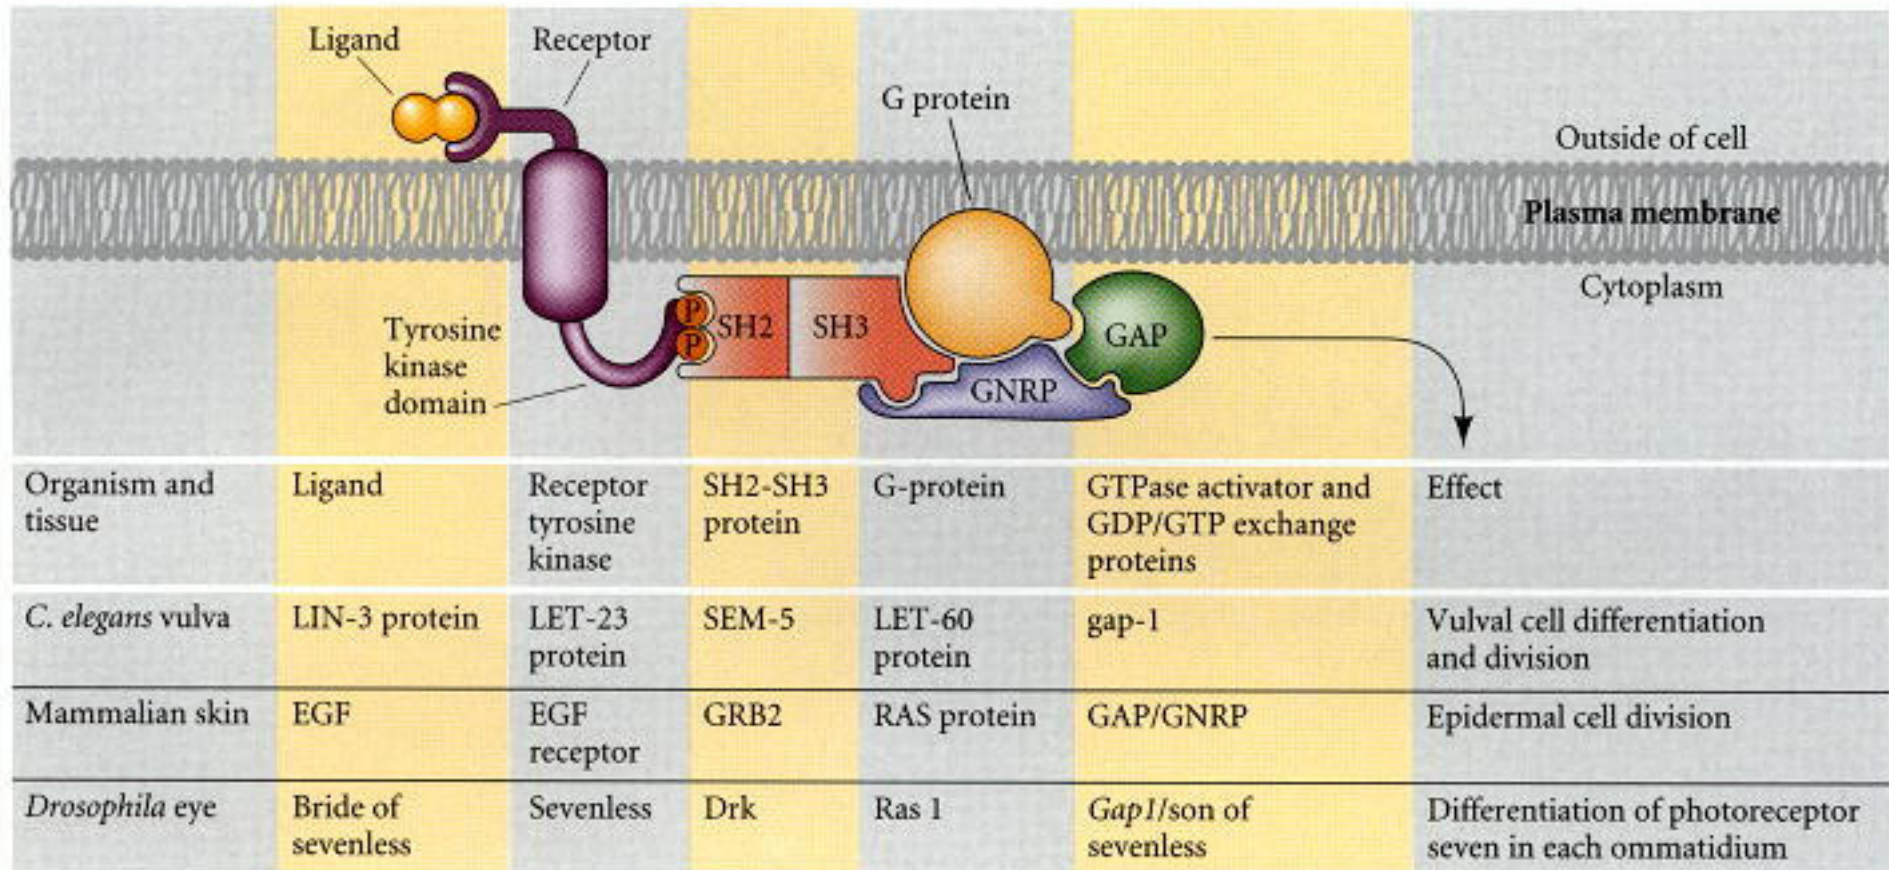 Ligand
Receptor
G protein
Outside of cell
Plasma membrane
Cytoplasm
Tyrosine
kinase
domain
P
P
SH2
SH3
GAP
GNRP
Organism and
tissue
Ligand
Receptor
tyrosine
kinase
SH2-SH3
protein
G-protein
GTPase activator and
GDP/GTP exchange
proteins
Effect
C. elegans vulva
LIN-3 protein
LET-23
protein
SEM-5
LET-60
protein
gap-1
Vulval cell differentiation
and division
Mammalian skin
EGF
EGF
receptor
GRB2
RAS protein
GAP/GNRP
Epidermal cell division
Drosophila eye
Bride of
sevenless
Sevenless
Drk
Ras 1
Gap1/son of
sevenless
Differentiation of photoreceptor
seven in each ommatidium